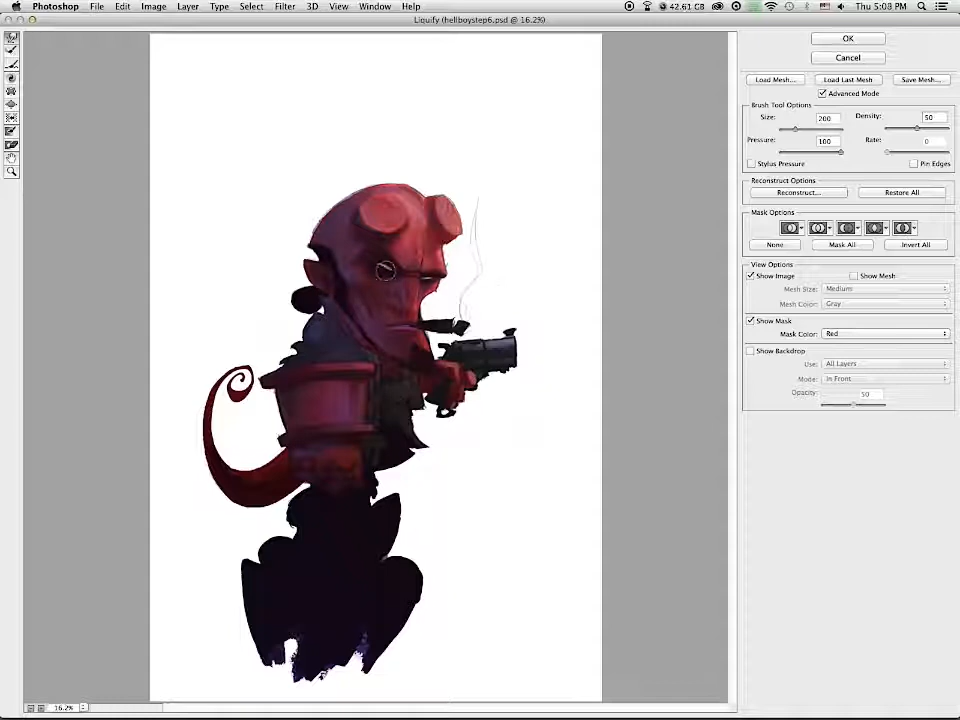 Photoshop File Edit Image Layer Type Select Filter 3D View Window Help 42.61 GB Thu 5:08 PM
Liquify (hellboystep6.psd @ 16.2%)
OK
Cancel
Load Mesh... Load Last Mesh Save Mesh...
Advanced Mode
Brush Tool Options
Size: 200 Density: 50
Pressure: 100 Rate: 0
Stylus Pressure Pin Edges
Reconstruct Options
Reconstruct... Restore All
Mask Options
None Mask All Invert All
View Options
Show Image Show Mesh
Mesh Size: Medium
Mesh Color: Gray
Show Mask
Mask Color: Red
Show Backdrop
Use: All Layers
Mode: In Front
Opacity: 50
16.2%